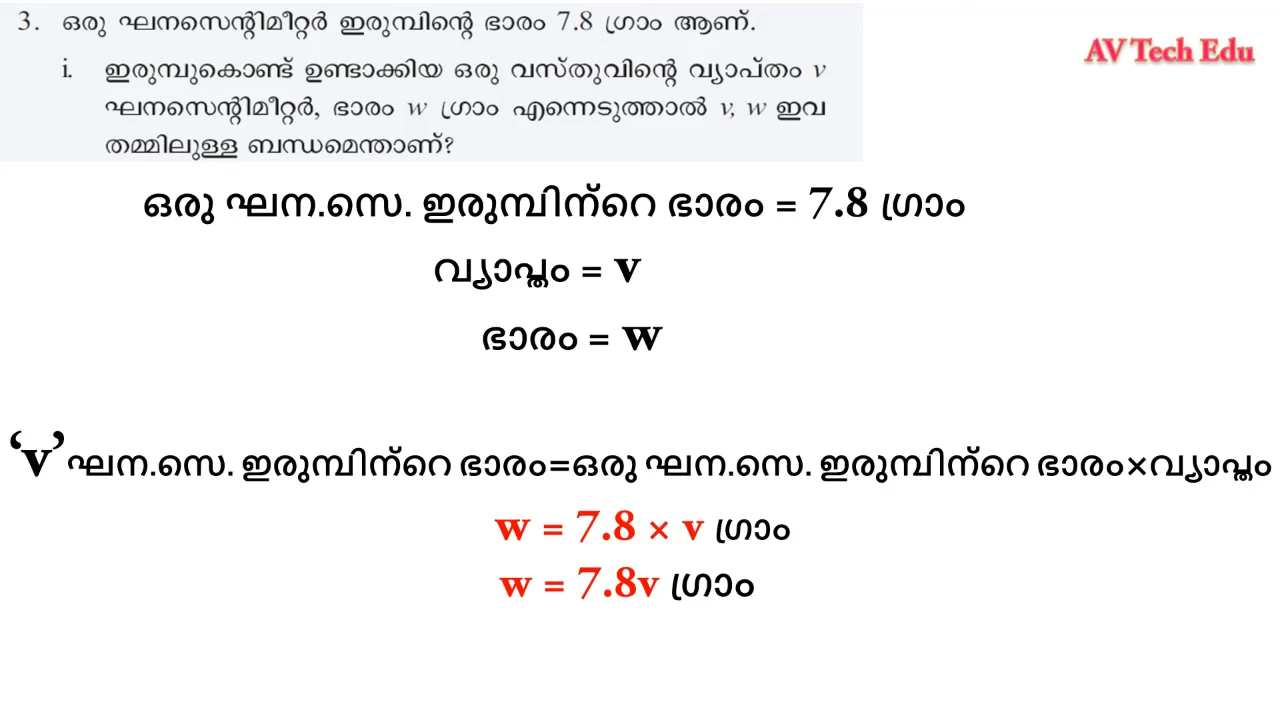 3. ഒരു ഘനസെന്റിമീറ്റർ ഇരുമ്പിന്റെ ഭാരം 7.8 ഗ്രാം ആണ്.
AV Tech Edu
i. ഇരുമ്പുകൊണ്ട് ഉണ്ടാക്കിയ ഒരു വസ്തുവിന്റെ വ്യാപ്തം v
ഘനസെന്റിമീറ്റർ, ഭാരം w ഗ്രാം എന്നെടുത്താൽ v, w ഇവ
തമ്മിലുള്ള ബന്ധമെന്താണ്?
ഒരു ഘന.സെ. ഇരുമ്പിന്റെ ഭാരം = 7.8 ഗ്രാം
വ്യാപ്തം = v
ഭാരം = w
‘v’ഘന.സെ. ഇരുമ്പിന്റെ ഭാരം=ഒരു ഘന.സെ. ഇരുമ്പിന്റെ ഭാരം×വ്യാപ്തം
w = 7.8 × v ഗ്രാം
w = 7.8v ഗ്രാം